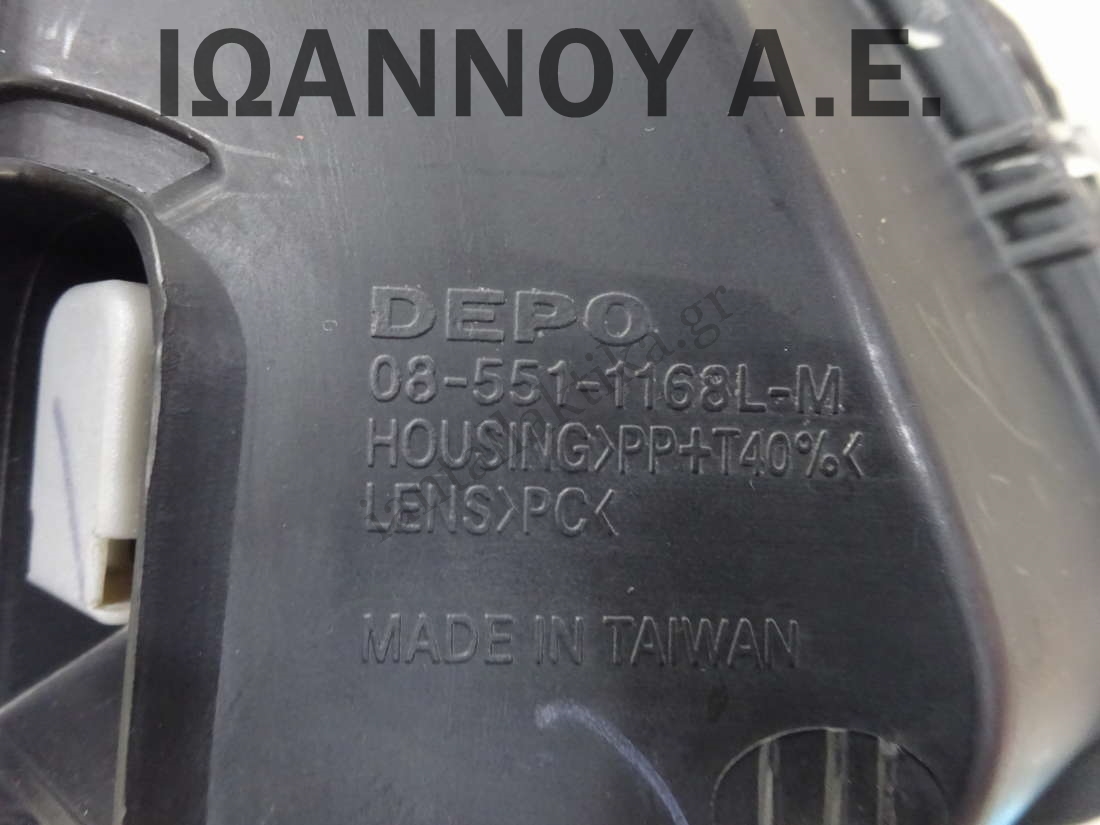 ΙΩΑΝΝΟΥ Α.Ε.
DEPO
08-551-1168L-M
HOUSING>PP+T40%<
LENS>PC<
MADE IN TAIWAN